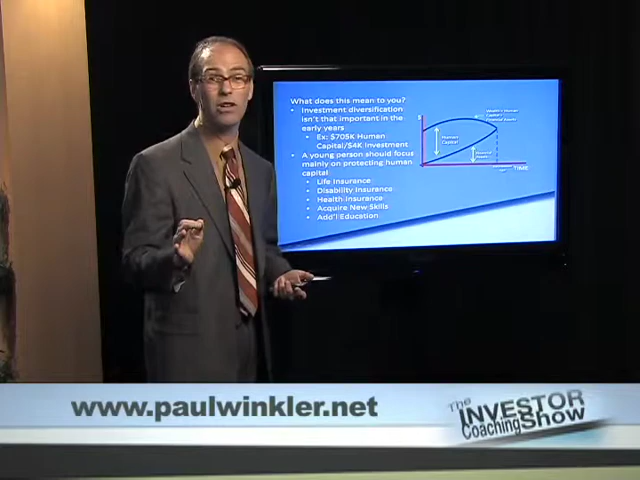 What does this mean to you?
• Investment diversification
isn't that important in the
early years
• Ex: $705K Human
Capital/$4K Investment
• A young person should focus
mainly on protecting human
capital
• Life Insurance
• Disability Insurance
• Health Insurance
• Acquire New Skills
• Add'l Education
$
Human
Capital
TIME
www.paulwinkler.net
The
INVESTOR
Coaching Show